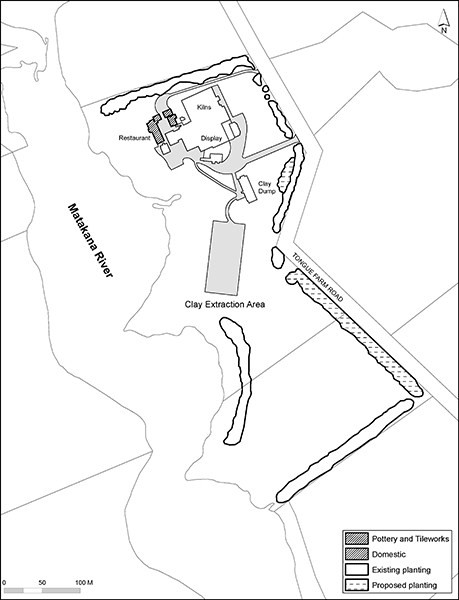 N
Kilns
Restaurant
Display
Clay
Dump
Matakana River
TONGUE FARM ROAD
Clay Extraction Area
Pottery and Tileworks
Domestic
Existing planting
Proposed planting
0 50 100 M